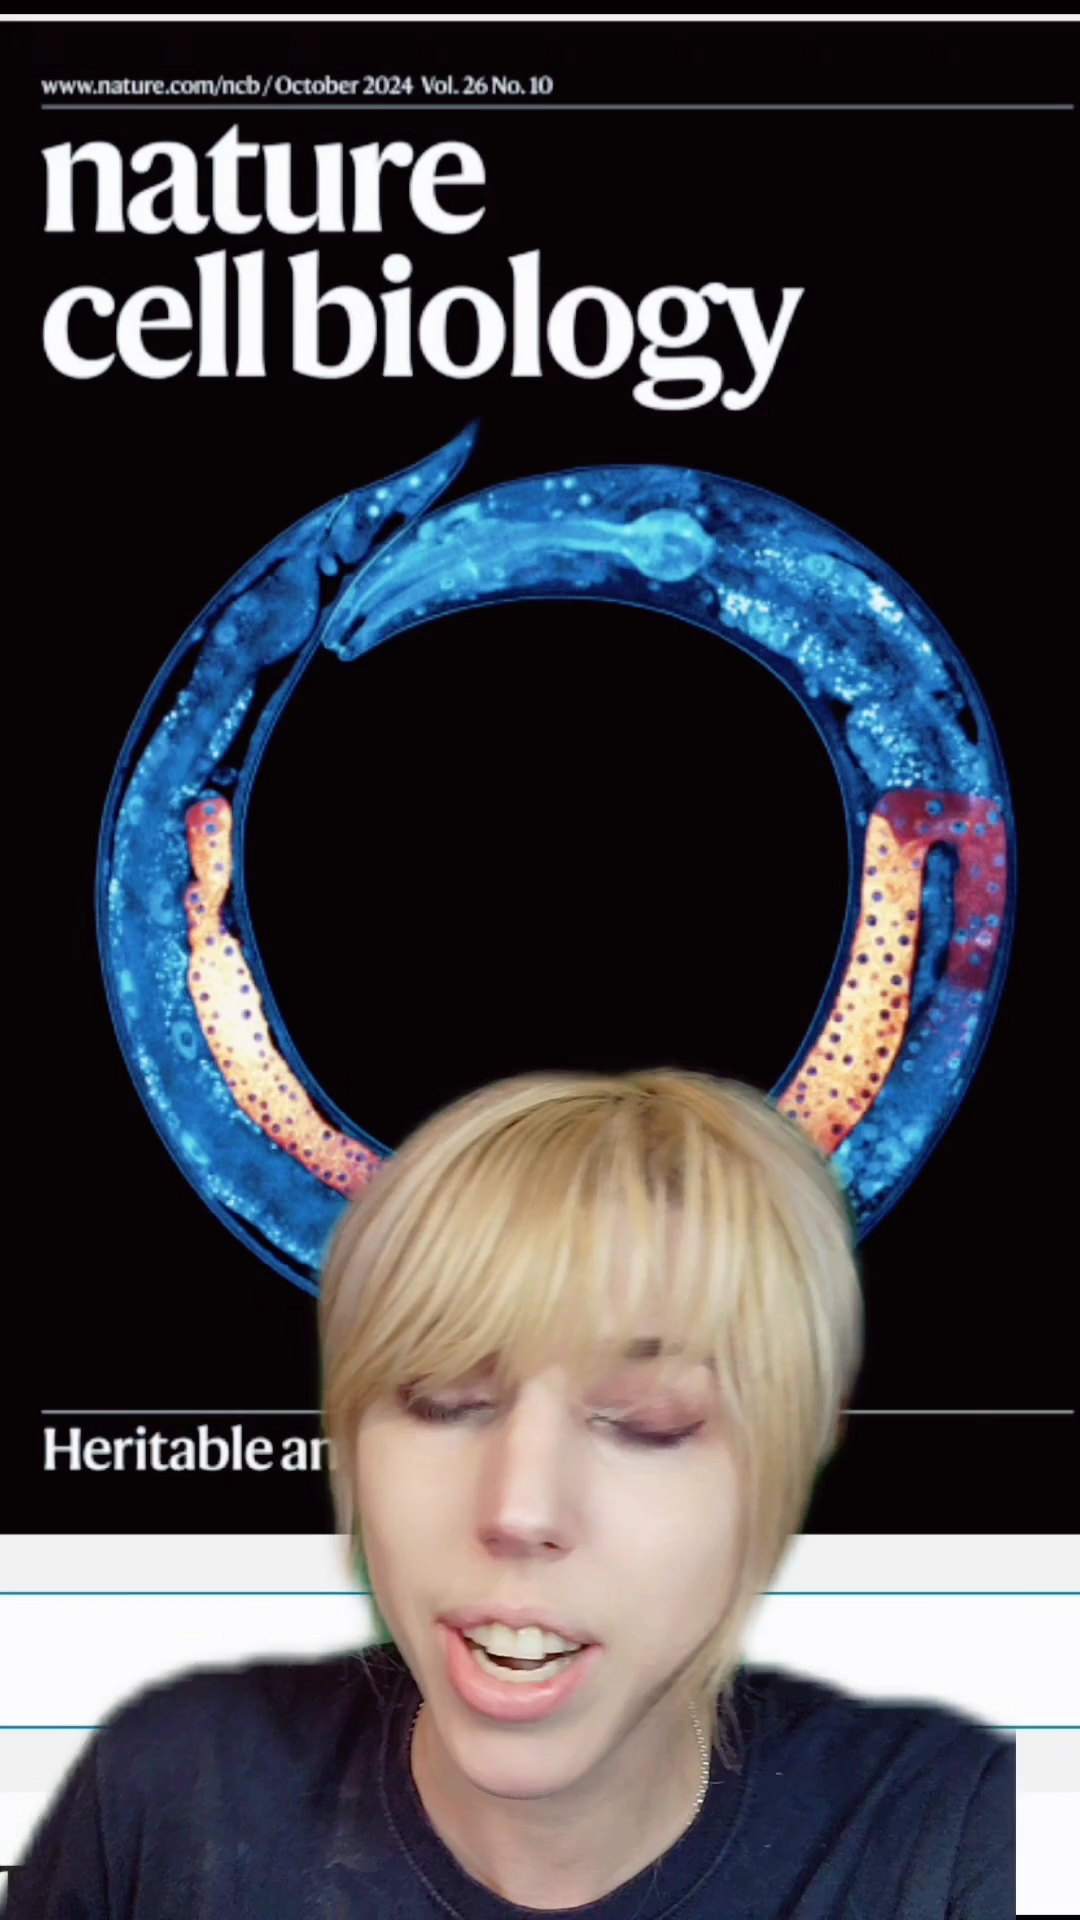 www.nature.com/ncb / October 2024 Vol. 26 No. 10
nature
cell biology
Heritable an